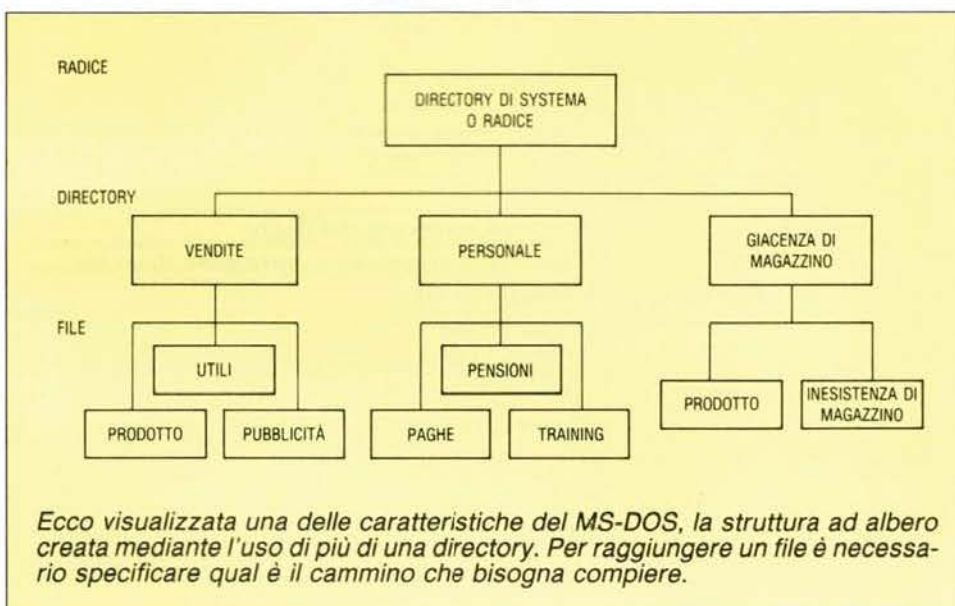 RADICE
DIRECTORY DI SYSTEMA
O RADICE
DIRECTORY
VENDITE
PERSONALE
GIACENZA DI
MAGAZZINO
FILE
UTILI
PENSIONI
PRODOTTO
INESISTENZA DI
MAGAZZINO
PRODOTTO
PUBBLICITÀ
PAGHE
TRAINING
Ecco visualizzata una delle caratteristiche del MS-DOS, la struttura ad albero
creata mediante l'uso di più di una directory. Per raggiungere un file è necessa-
rio specificare qual è il cammino che bisogna compiere.